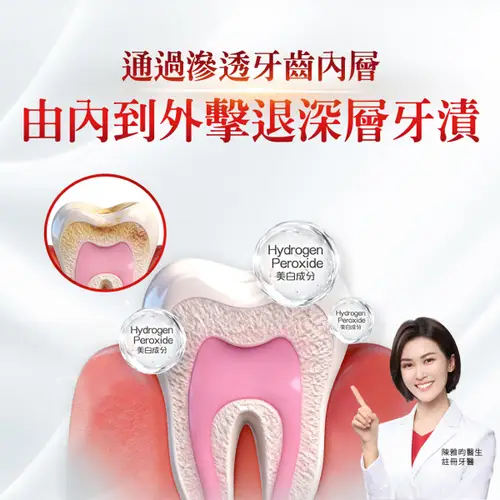 通過滲透牙齒內層
由內到外擊退深層牙漬
Hydrogen
Peroxide
美白成分
Hydrogen
Peroxide
美白成分
Hydrogen
Peroxide
美白成分
陳雅昀醫生
註冊牙醫